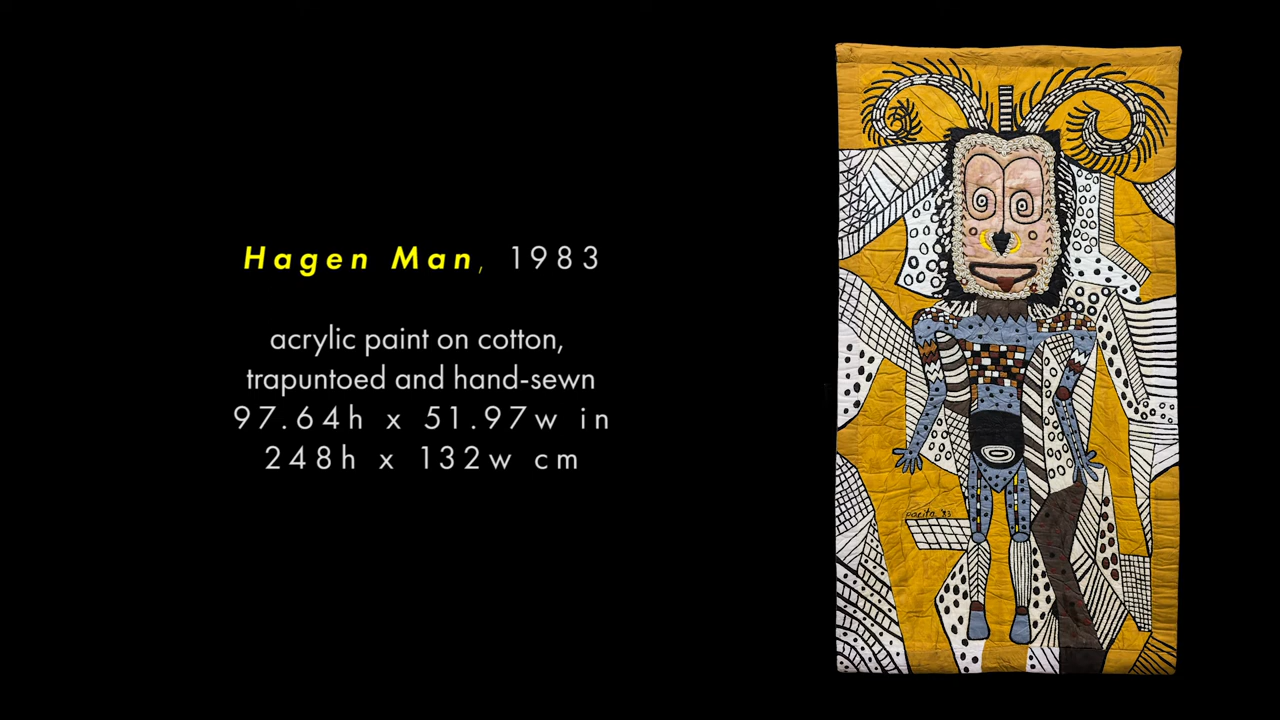 Hagen Man, 1983
acrylic paint on cotton,
trapuntoed and hand-sewn
97.64h x 51.97w in
248h x 132w cm
pacita '83